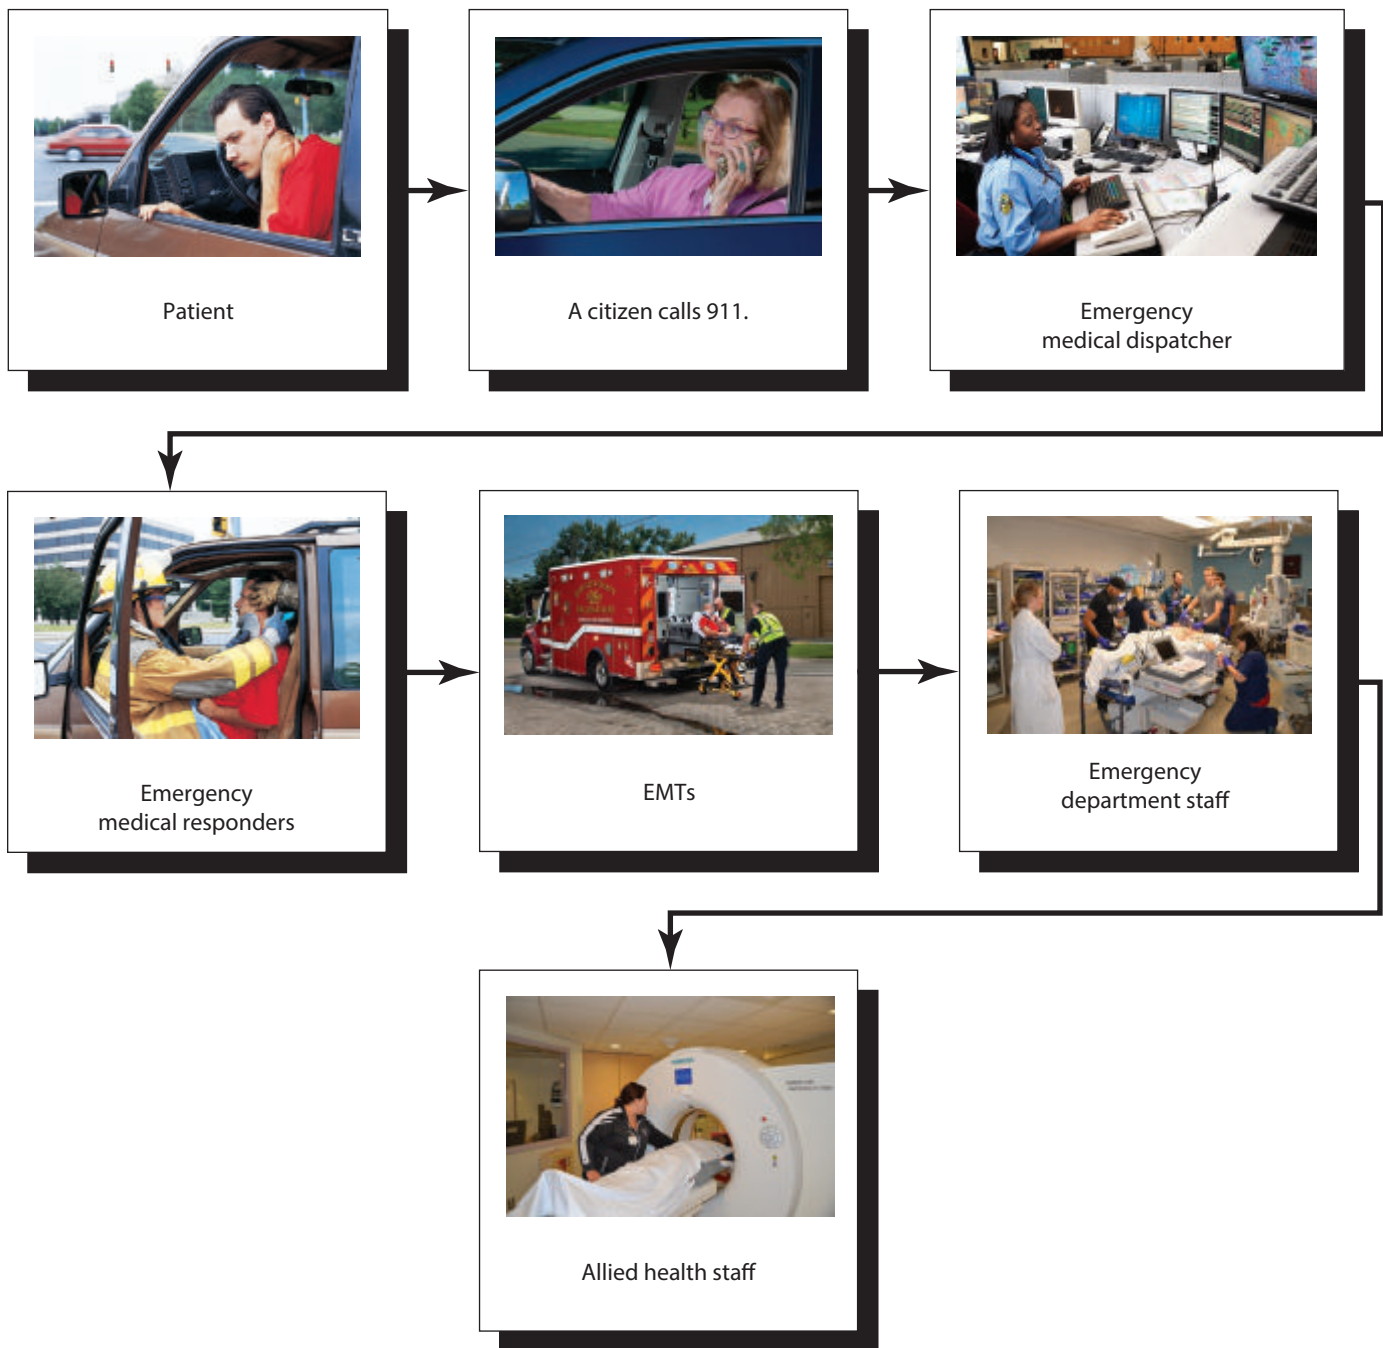 Patient
A citizen calls 911.
Emergency
medical dispatcher
Emergency
medical responders
EMTs
Emergency
department staff
Allied health staff